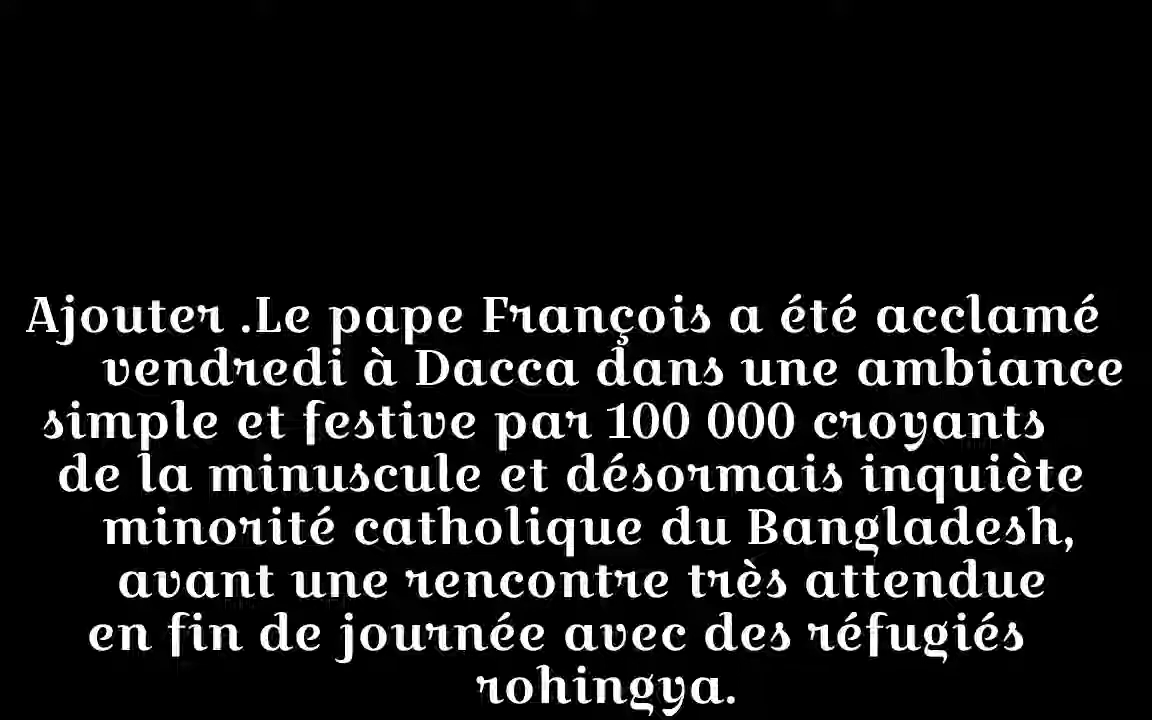 Ajouter .Le pape François a été acclamé
vendredi à Dacca dans une ambiance
simple et festive par 100 000 croyants
de la minuscule et désormais inquiète
minorité catholique du Bangladesh,
avant une rencontre très attendue
en fin de journée avec des réfugiés
rohingya.